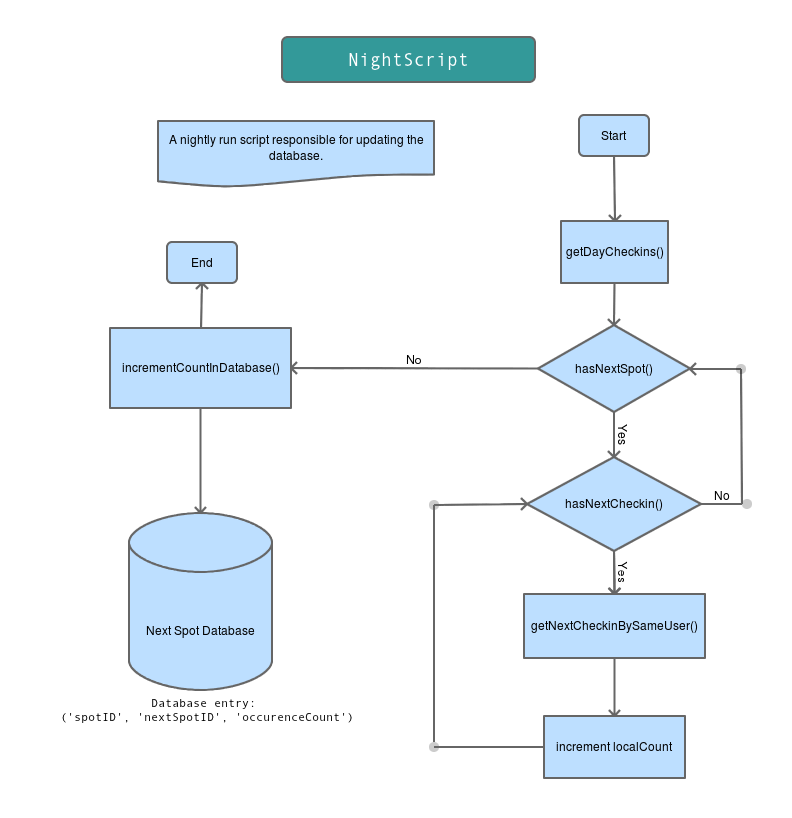 NightScript
A nightly run script responsible for updating the
database.
Start
getDayCheckins()
End
incrementCountInDatabase()
No
hasNextSpot()
Yes
hasNextCheckin()
No
Yes
getNextCheckinBySameUser()
Next Spot Database
increment localCount
Database entry:
('spotID', 'nextSpotID', 'occurenceCount')